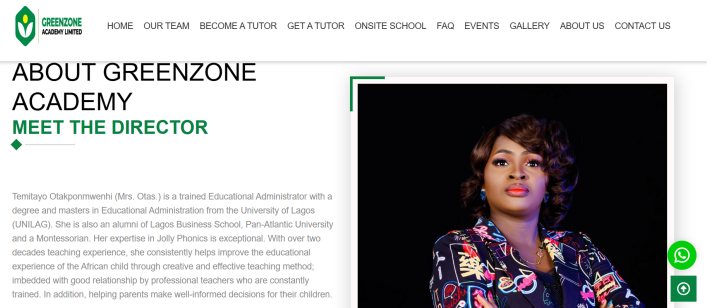 GREENZONE
ACADEMY LIMITED
HOME OUR TEAM BECOME A TUTOR GET A TUTOR ONSITE SCHOOL FAQ EVENTS GALLERY ABOUT US CONTACT US
ABOUT GREENZONE
ACADEMY
MEET THE DIRECTOR
Temitayo Otakponmwenhi (Mrs. Otas.) is a trained Educational Administrator with a
degree and masters in Educational Administration from the University of Lagos
(UNILAG). She is also an alumni of Lagos Business School, Pan-Atlantic University
and a Montessorian. Her expertise in Jolly Phonics is exceptional. With over two
decades teaching experience, she consistently helps improve the educational
experience of the African child through creative and effective teaching method;
imbedded with good relationship by professional teachers who are constantly
trained. In addition, helping parents make well-informed decisions for their children.